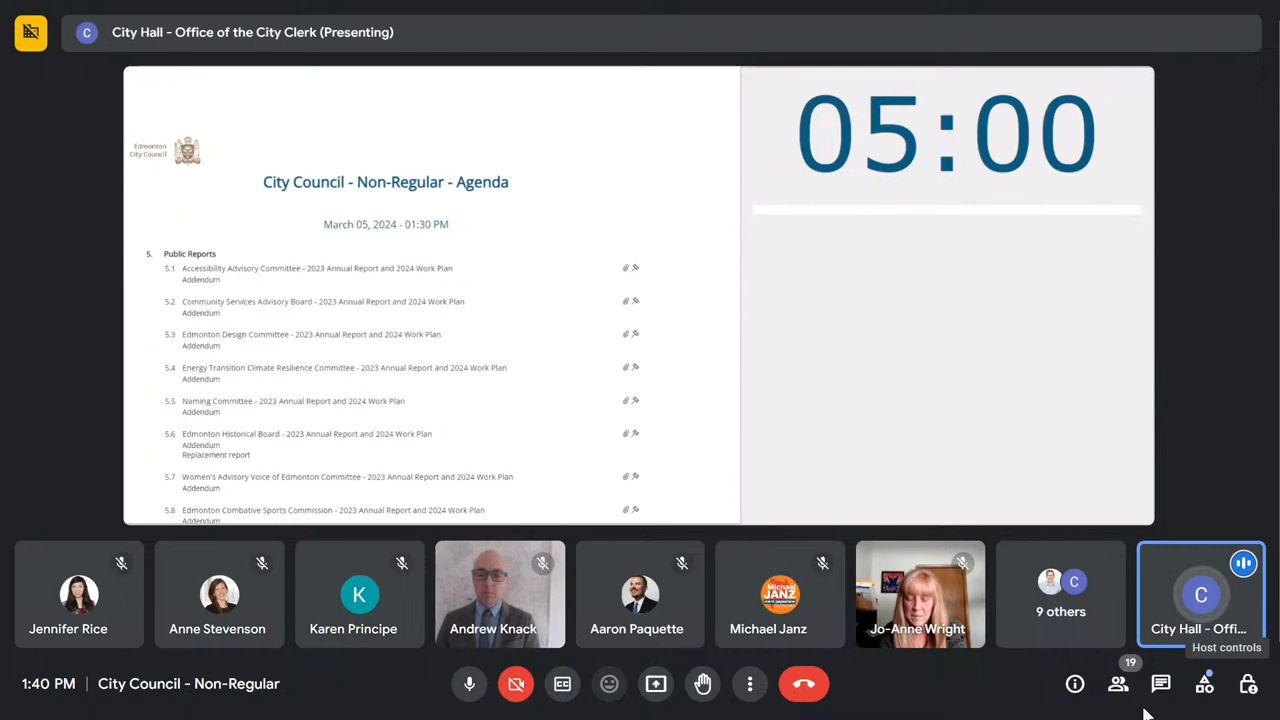 C City Hall - Office of the City Clerk (Presenting)
Edmonton
City Council
City Council - Non-Regular - Agenda
March 05, 2024 - 01:30 PM
5. Public Reports
5.1 Accessibility Advisory Committee - 2023 Annual Report and 2024 Work Plan
Addendum
5.2 Community Services Advisory Board - 2023 Annual Report and 2024 Work Plan
Addendum
5.3 Edmonton Design Committee - 2023 Annual Report and 2024 Work Plan
Addendum
5.4 Energy Transition Climate Resilience Committee - 2023 Annual Report and 2024 Work Plan
Addendum
5.5 Naming Committee - 2023 Annual Report and 2024 Work Plan
Addendum
5.6 Edmonton Historical Board - 2023 Annual Report and 2024 Work Plan
Addendum
Replacement report
5.7 Women's Advisory Voice of Edmonton Committee - 2023 Annual Report and 2024 Work Plan
Addendum
5.8 Edmonton Combative Sports Commission - 2023 Annual Report and 2024 Work Plan
Addendum
05:00
Jennifer Rice
Anne Stevenson
K
Karen Principe
Andrew Knack
Aaron Paquette
Michael
JANZ
Michael Janz
Jo-Anne Wright
C
9 others
C
City Hall - Offi...
Host controls
1:40 PM | City Council - Non-Regular
19